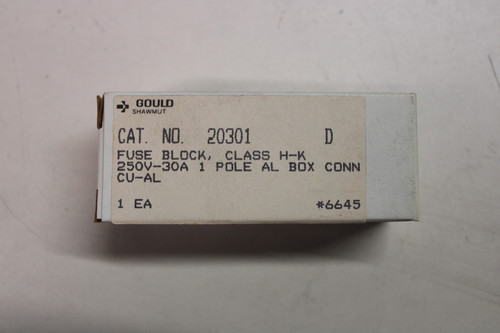 GOULD
SHAWMUT
CAT. NO. 20301 D
FUSE BLOCK, CLASS H-K
250V-30A 1 POLE AL BOX CONN
CU-AL
1 EA *6645